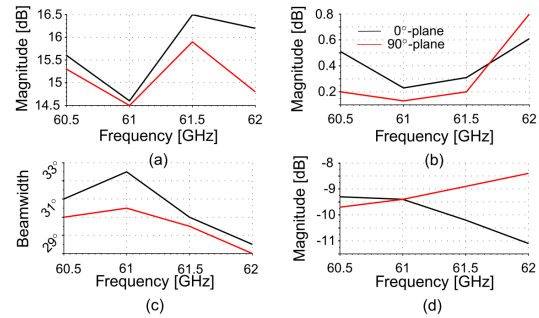 16.5
16
15.5
15
14.5
Magnitude [dB]
60.5 61 61.5 62
Frequency [GHz]
(a)
0.8
0.6
0.4
0.2
Magnitude [dB]
0°-plane
90°-plane
60.5 61 61.5 62
Frequency [GHz]
(b)
33°
31°
29°
Beamwidth
60.5 61 61.5 62
Frequency [GHz]
(c)
-8
-9
-10
-11
Magnitude [dB]
60.5 61 61.5 62
Frequency [GHz]
(d)